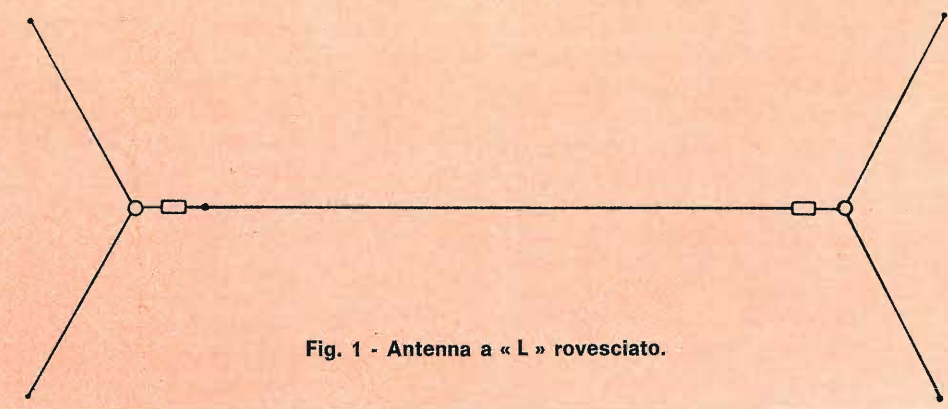 Fig. 1 - Antenna a « L » rovesciato.